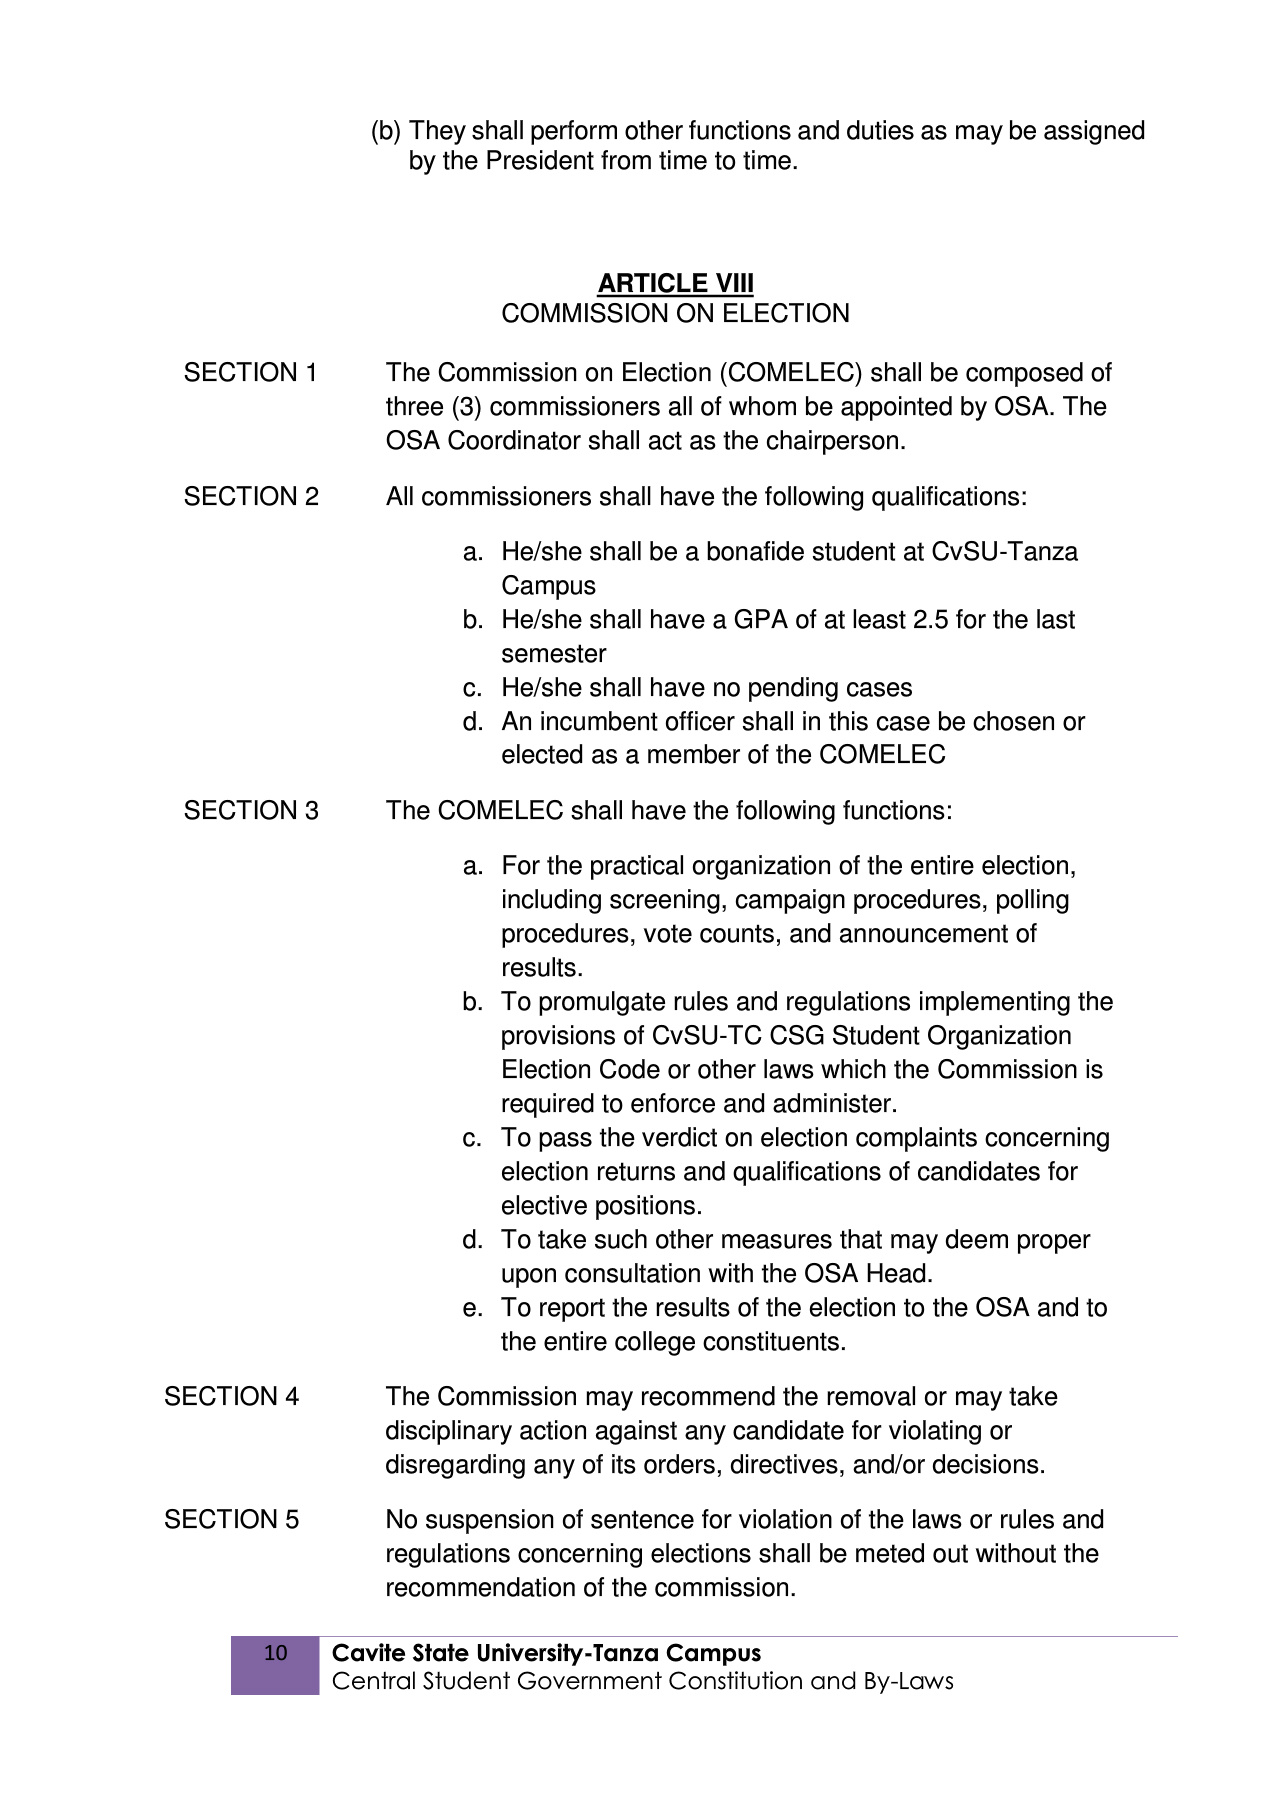 (b) They shall perform other functions and duties as may be assigned
by the President from time to time.
ARTICLE VIII
COMMISSION ON ELECTION
SECTION 1 The Commission on Election (COMELEC) shall be composed of
three (3) commissioners all of whom be appointed by OSA. The
OSA Coordinator shall act as the chairperson.
SECTION 2 All commissioners shall have the following qualifications:
a. He/she shall be a bonafide student at CvSU-Tanza
Campus
b. He/she shall have a GPA of at least 2.5 for the last
semester
c. He/she shall have no pending cases
d. An incumbent officer shall in this case be chosen or
elected as a member of the COMELEC
SECTION 3 The COMELEC shall have the following functions:
a. For the practical organization of the entire election,
including screening, campaign procedures, polling
procedures, vote counts, and announcement of
results.
b. To promulgate rules and regulations implementing the
provisions of CvSU-TC CSG Student Organization
Election Code or other laws which the Commission is
required to enforce and administer.
c. To pass the verdict on election complaints concerning
election returns and qualifications of candidates for
elective positions.
d. To take such other measures that may deem proper
upon consultation with the OSA Head.
e. To report the results of the election to the OSA and to
the entire college constituents.
SECTION 4 The Commission may recommend the removal or may take
disciplinary action against any candidate for violating or
disregarding any of its orders, directives, and/or decisions.
SECTION 5 No suspension of sentence for violation of the laws or rules and
regulations concerning elections shall be meted out without the
recommendation of the commission.
10 Cavite State University-Tanza Campus
Central Student Government Constitution and By-Laws